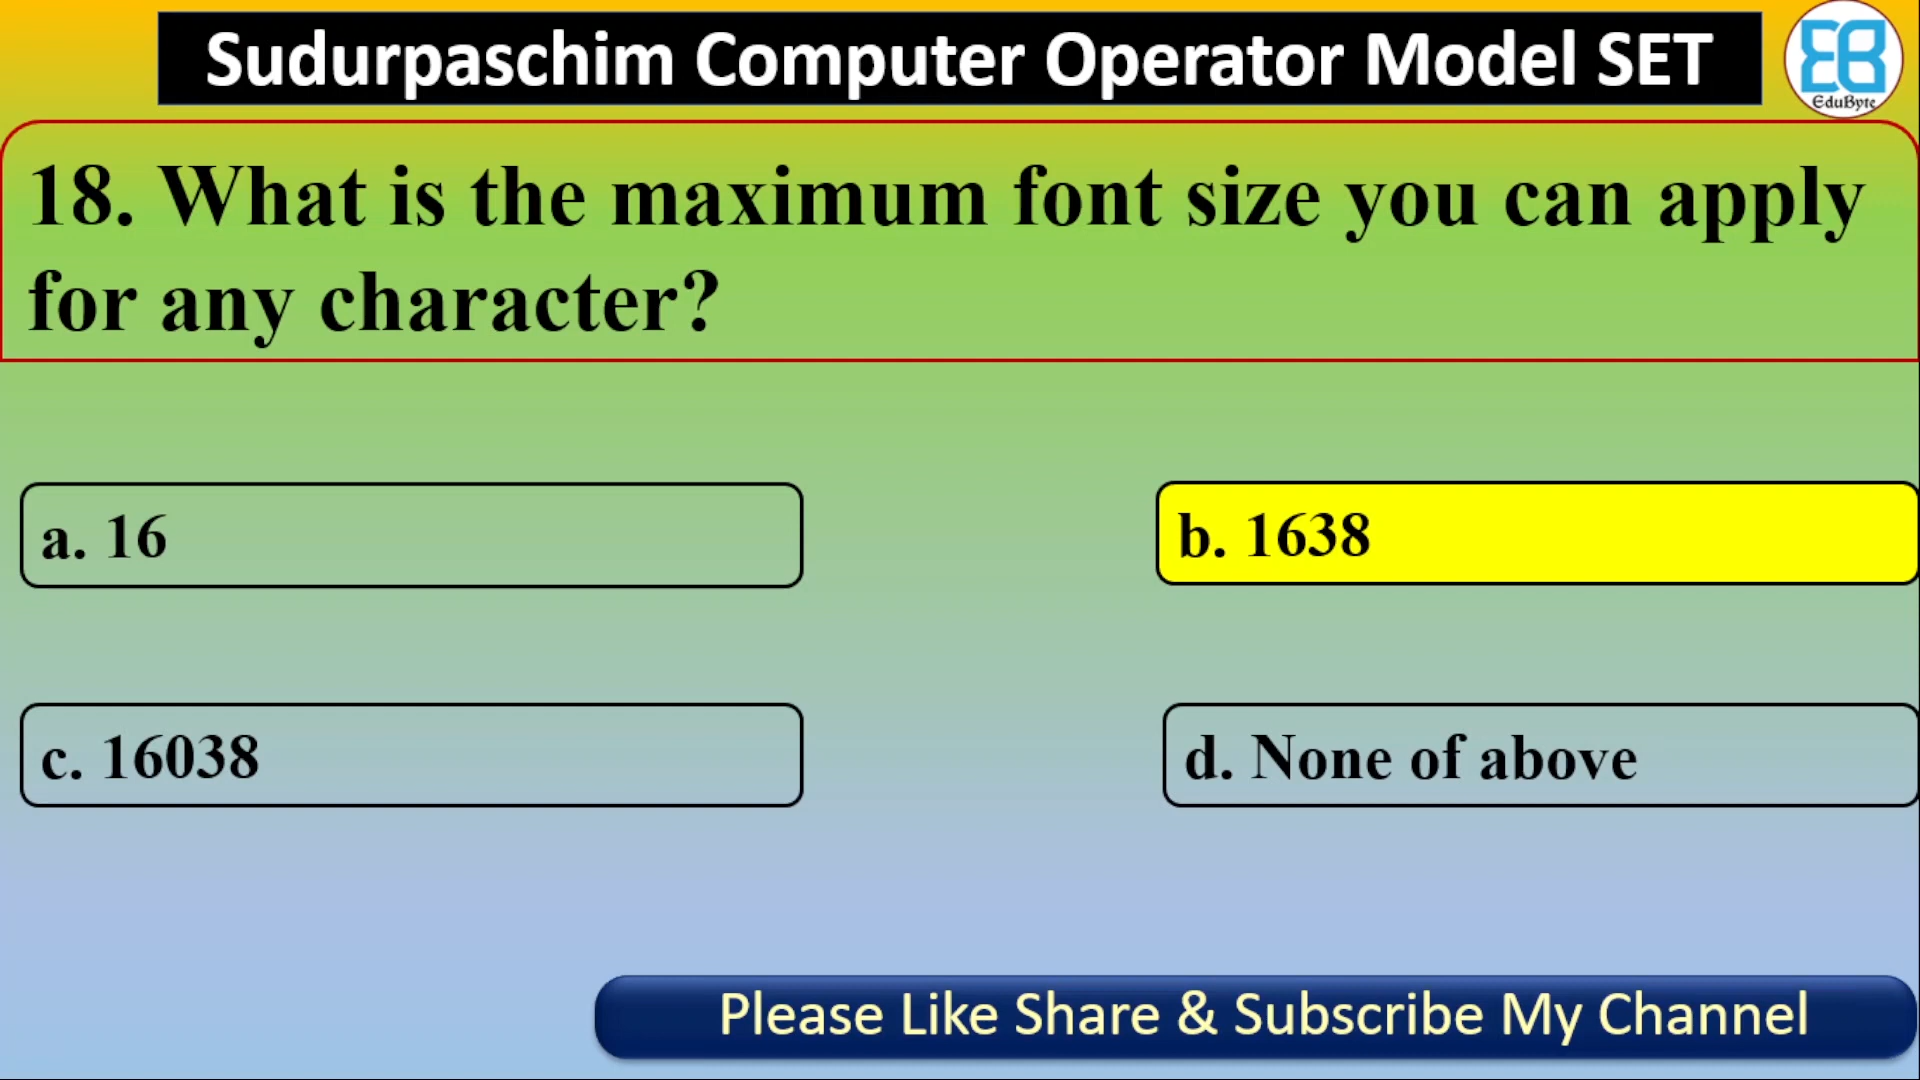 Sudurpaschim Computer Operator Model SET
EB
EduByte
18. What is the maximum font size you can apply
for any character?
a. 16
b. 1638
c. 16038
d. None of above
Please Like Share & Subscribe My Channel